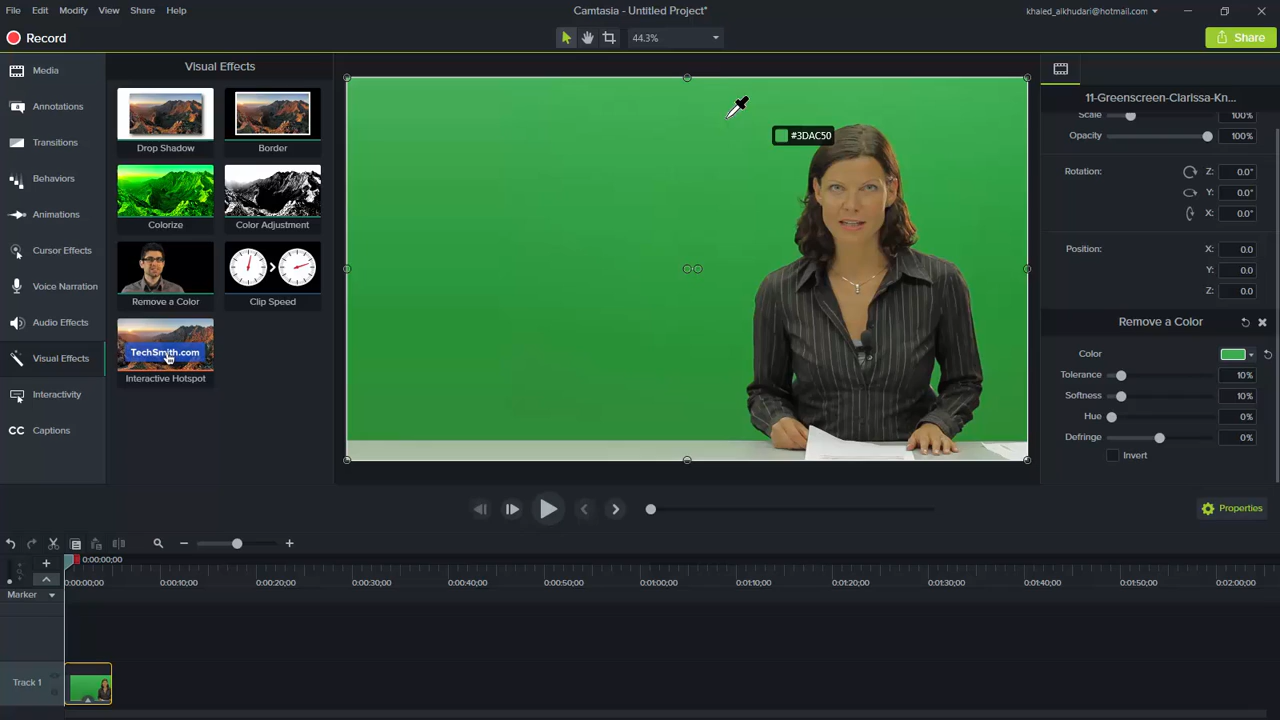 File Edit Modify View Share Help
Camtasia - Untitled Project*
khaled_alkhudari@hotmail.com
Record
44.3%
Share
Media
Annotations
Transitions
Behaviors
Animations
Cursor Effects
Voice Narration
Audio Effects
Visual Effects
Interactivity
CC Captions
Visual Effects
Drop Shadow
Border
Colorize
Color Adjustment
Remove a Color
Clip Speed
TechSmith.com
Interactive Hotspot
#3DAC50
11-Greenscreen-Clarissa-Kn...
Scale 100%
Opacity 100%
Rotation: Z: 0.0°
Y: 0.0°
X: 0.0°
Position: X: 0.0
Y: 0.0
Z: 0.0
Remove a Color
Color
Tolerance 10%
Softness 10%
Hue 0%
Defringe 0%
Invert
Properties
0:00:00;00
0:00:00;00 0:00:10;00 0:00:20;00 0:00:30;00 0:00:40;00 0:00:50;00 0:01:00;00 0:01:10;00 0:01:20;00 0:01:30;00 0:01:40;00 0:01:50;00 0:02:00;00
Marker
Track 1